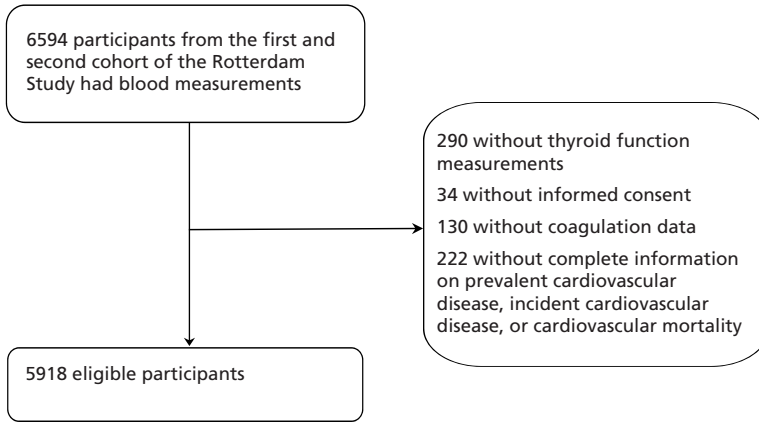 6594 participants from the first and
second cohort of the Rotterdam
Study had blood measurements
290 without thyroid function
measurements
34 without informed consent
130 without coagulation data
222 without complete information
on prevalent cardiovascular
disease, incident cardiovascular
disease, or cardiovascular mortality
5918 eligible participants